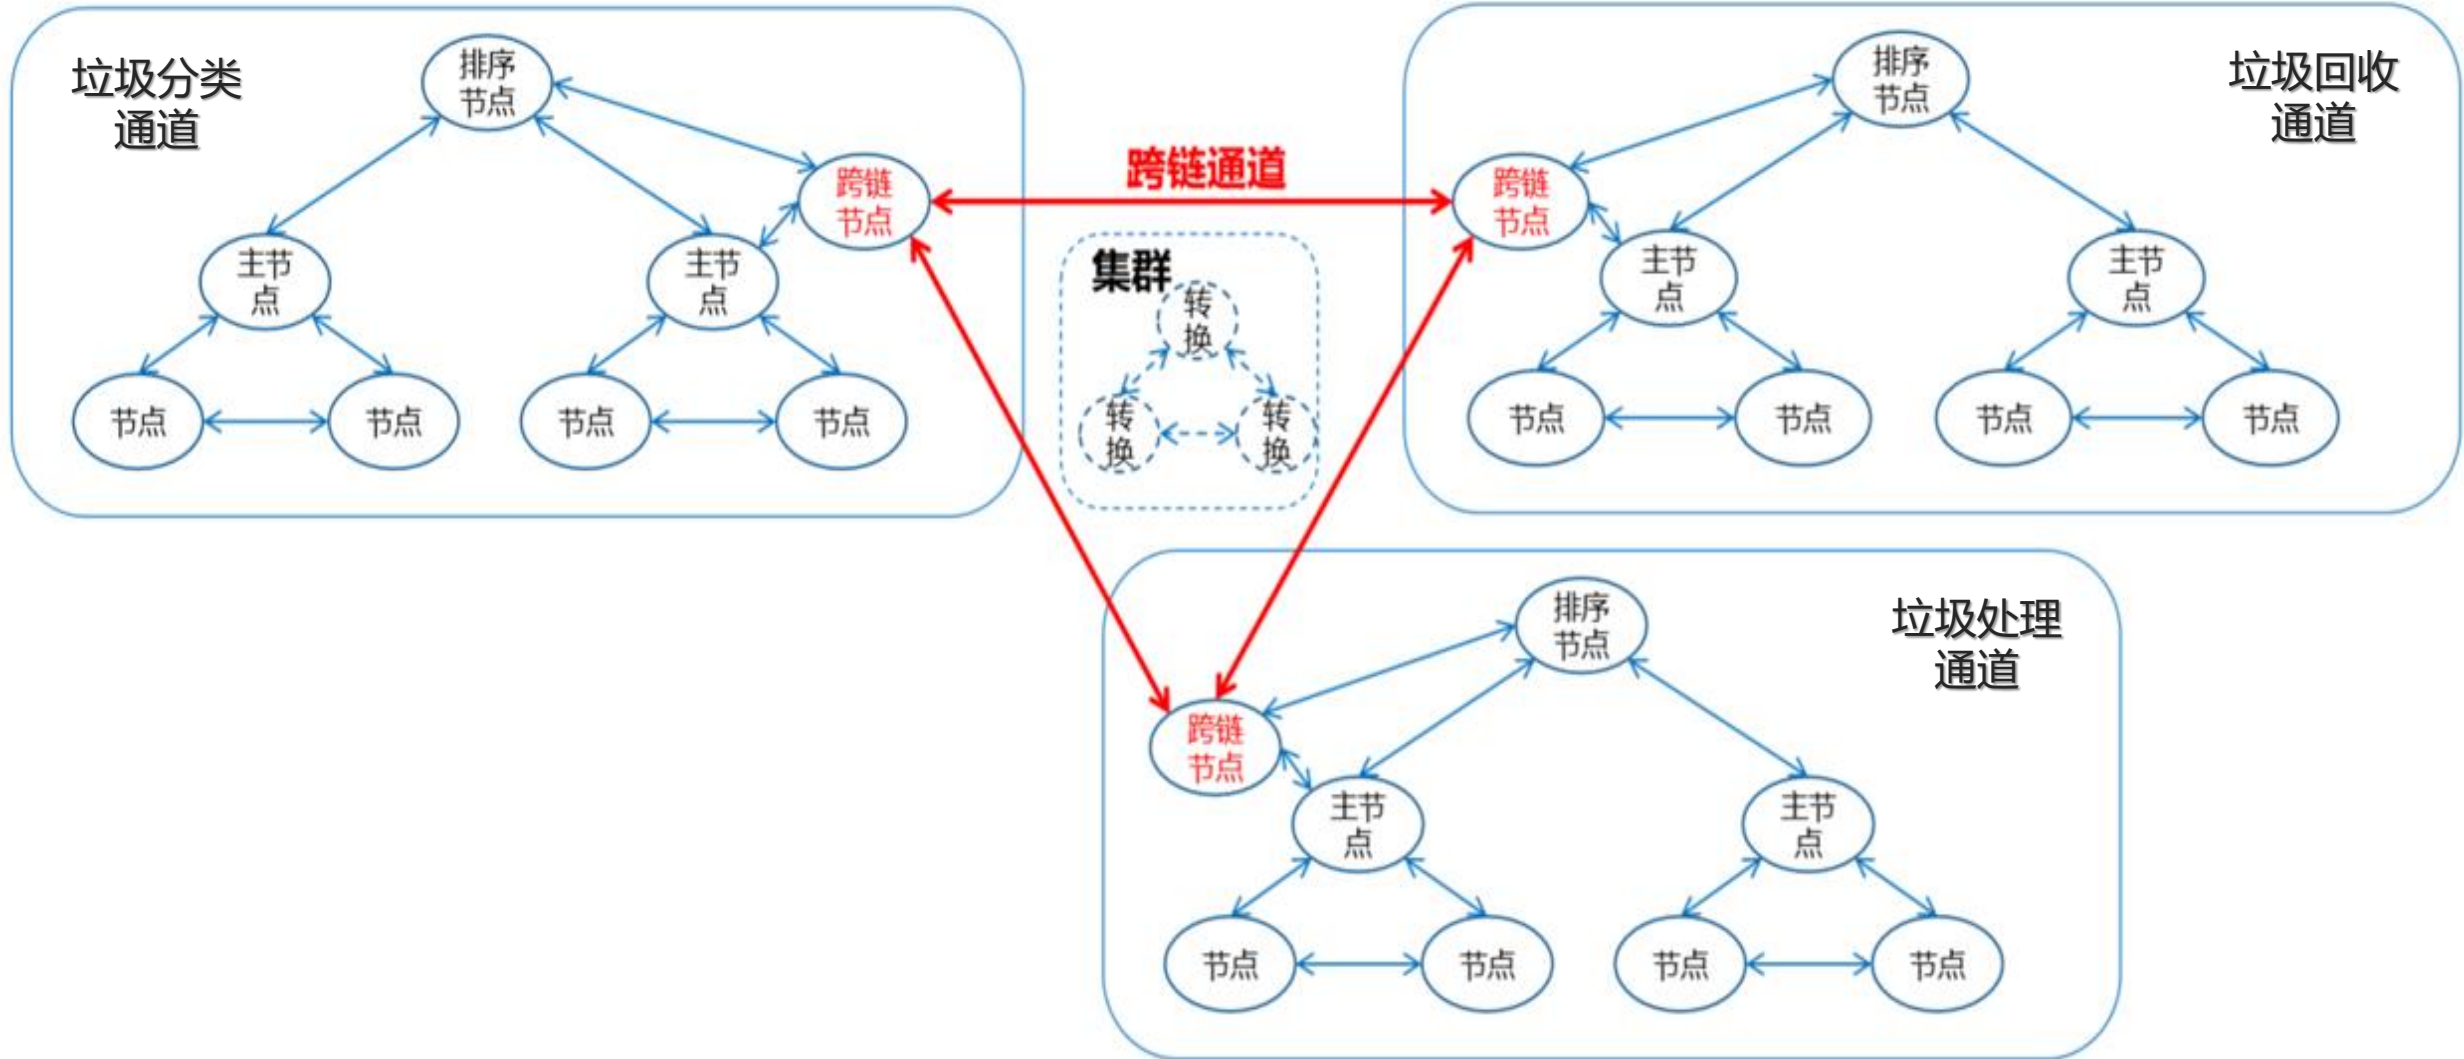 垃圾分类
通道
排序
节点
跨链
节点
主节
点
主节
点
节点
节点
节点
节点
跨链通道
集群
转
换
转
换
转
换
垃圾回收
通道
排序
节点
跨链
节点
主节
点
主节
点
节点
节点
节点
节点
垃圾处理
通道
排序
节点
跨链
节点
主节
点
主节
点
节点
节点
节点
节点